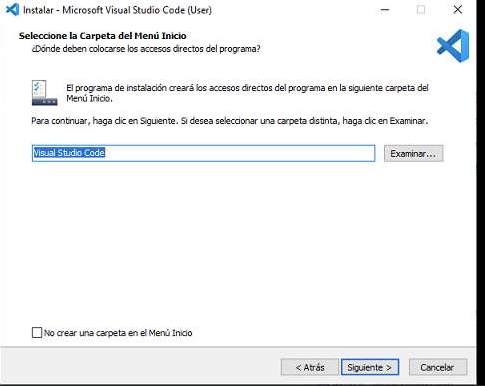 Instalar - Microsoft Visual Studio Code (User)
Seleccione la Carpeta del Menú Inicio
¿Dónde deben colocarse los accesos directos del programa?
El programa de instalación creará los accesos directos del programa en la siguiente carpeta del
Menú Inicio.
Para continuar, haga clic en Siguiente. Si desea seleccionar una carpeta distinta, haga clic en Examinar.
Visual Studio Code
Examinar...
No crear una carpeta en el Menú Inicio
< Atrás
Siguiente >
Cancelar